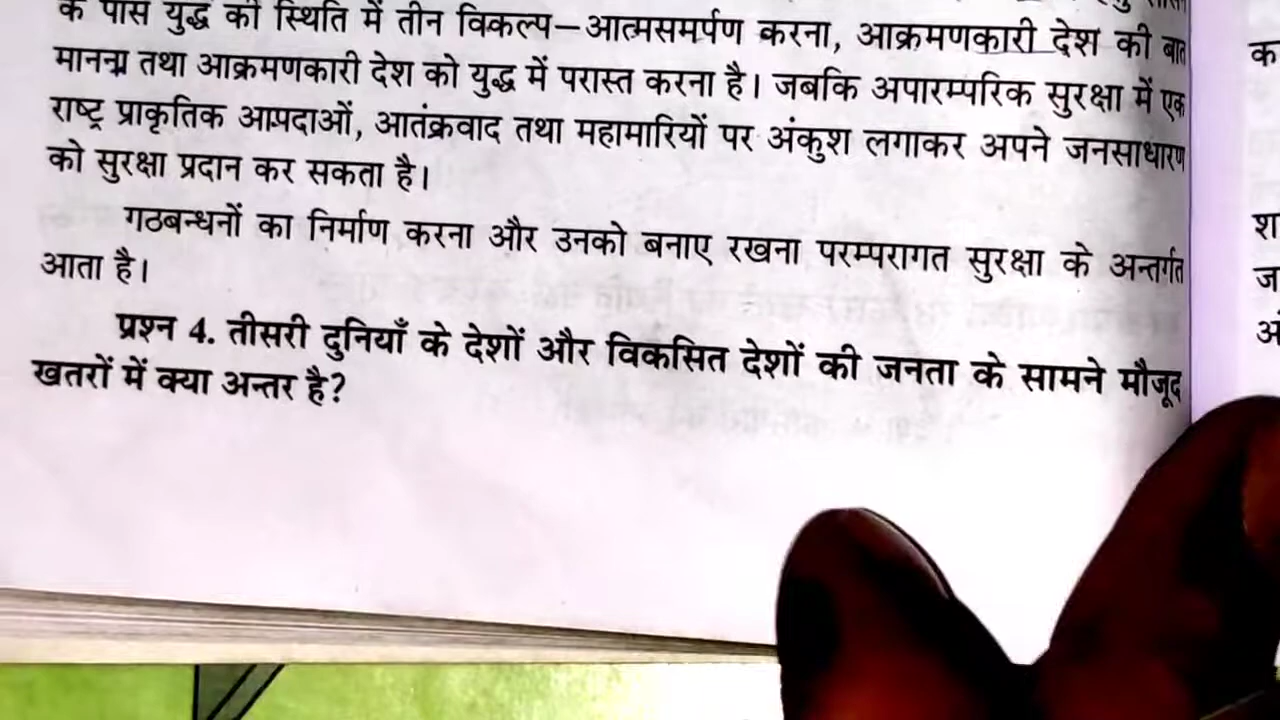 के पास युद्ध की स्थिति में तीन विकल्प–आत्मसमर्पण करना, आक्रमणकारी देश की बात
मानना तथा आक्रमणकारी देश को युद्ध में परास्त करना है। जबकि अपारम्परिक सुरक्षा में एक
राष्ट्र प्राकृतिक आपदाओं, आतंकवाद तथा महामारियों पर अंकुश लगाकर अपने जनसाधारण
को सुरक्षा प्रदान कर सकता है।
गठबन्धनों का निर्माण करना और उनको बनाए रखना परम्परागत सुरक्षा के अन्तर्गत
आता है।
प्रश्न 4. तीसरी दुनियाँ के देशों और विकसित देशों की जनता के सामने मौजूद
खतरों में क्या अन्तर है?